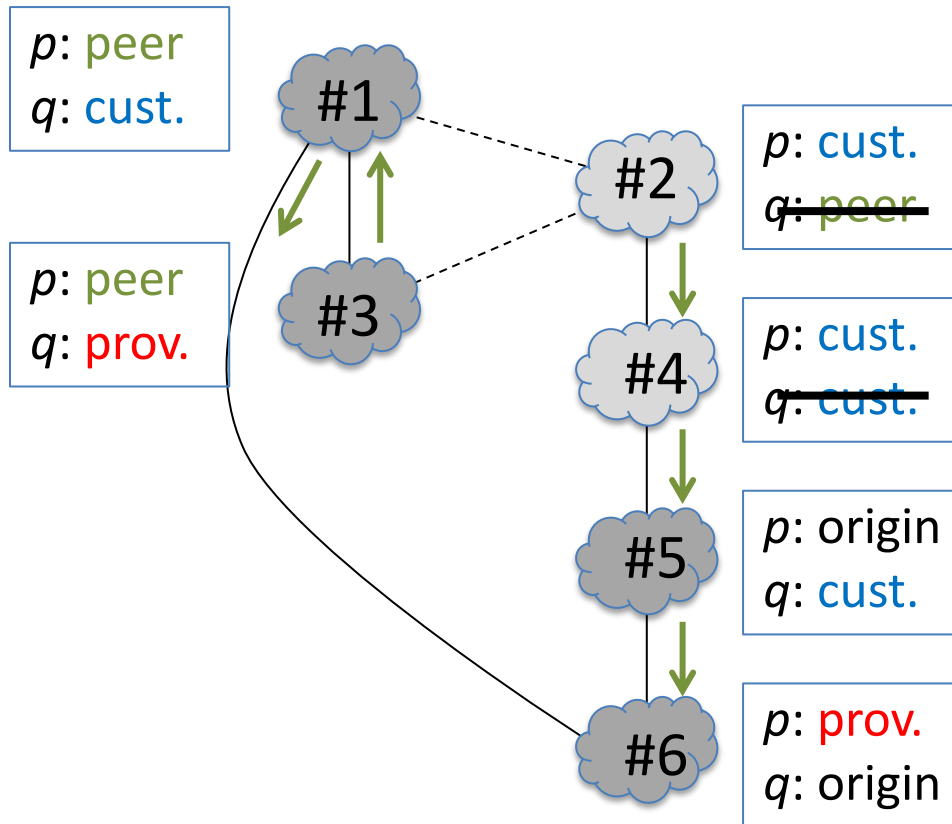 p: peer
q: cust.
#1
#2
p: cust.
q: peer
p: peer
q: prov.
#3
#4
p: cust.
q: cust.
#5
p: origin
q: cust.
#6
p: prov.
q: origin